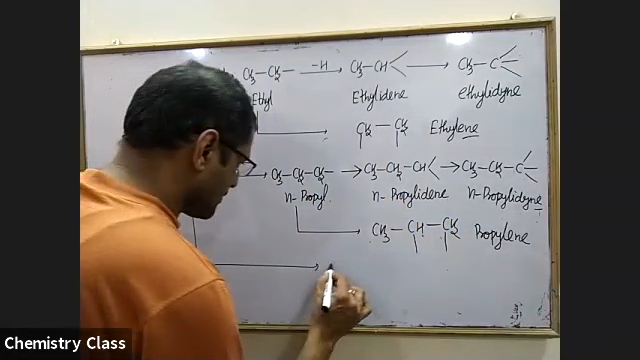 CH3-CH2- -H→ CH3-CH< → CH3-C
Ethyl Ethylidene ethylidyne
→ CH2-CH2 Ethylene
→ CH3-CH2-CH2- → CH3-CH2-CH< → CH3-CH2-C
n-Propyl n-Propylidene n-Propylidyne
→ CH3-CH-CH2 Propylene
→
Chemistry Class